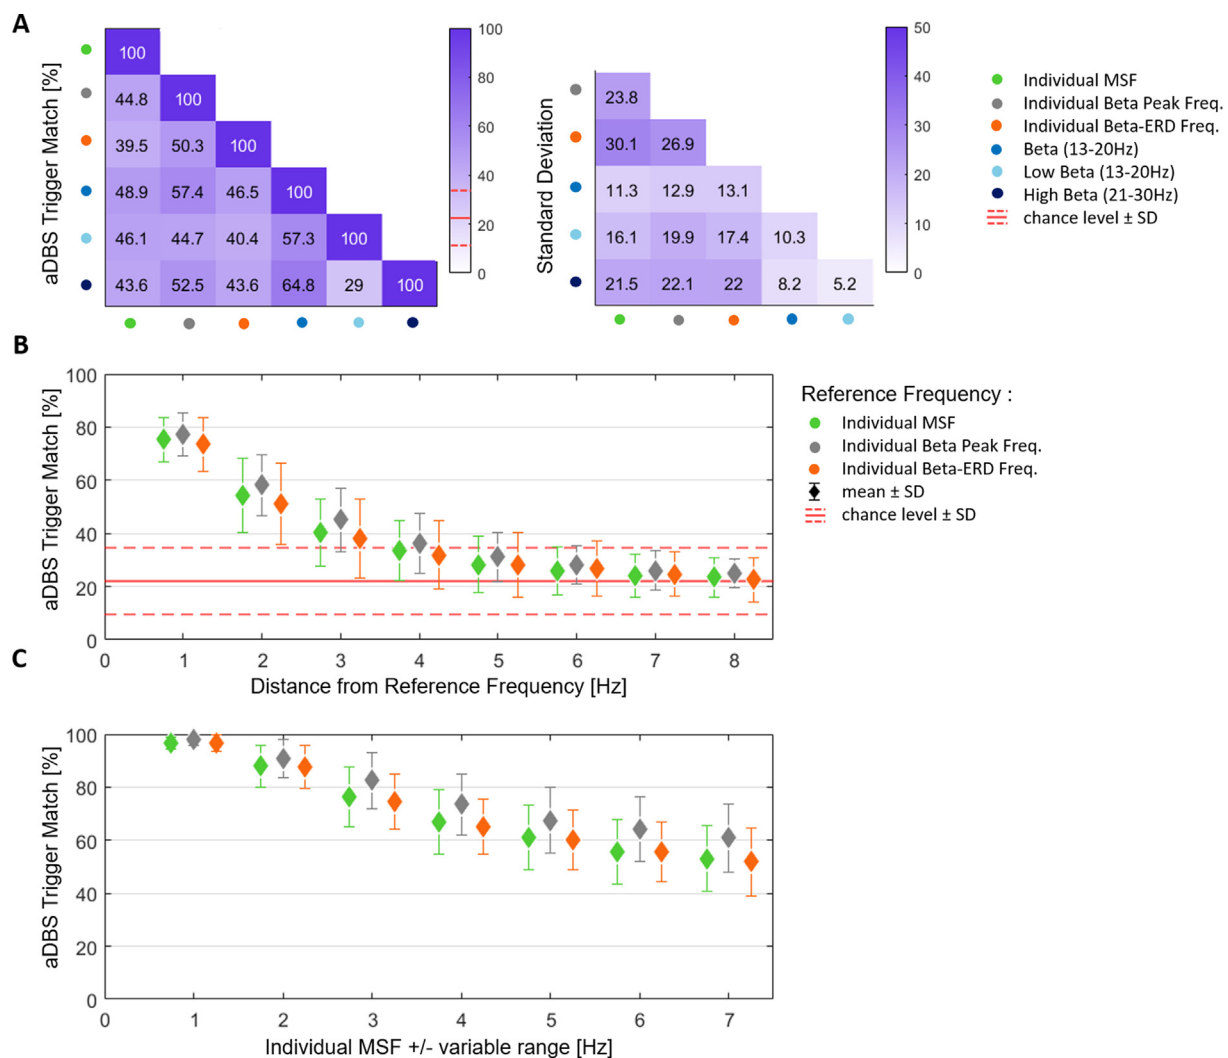 A
aDBS Trigger Match [%]
100
44.8 100
39.5 50.3 100
48.9 57.4 46.5 100
46.1 44.7 40.4 57.3 100
43.6 52.5 43.6 64.8 29 100
100
80
60
40
20
0
Standard Deviation
23.8
30.1 26.9
11.3 12.9 13.1
16.1 19.9 17.4 10.3
21.5 22.1 22 8.2 5.2
50
40
30
20
10
0
Individual MSF
Individual Beta Peak Freq.
Individual Beta-ERD Freq.
Beta (13-20Hz)
Low Beta (13-20Hz)
High Beta (21-30Hz)
chance level ± SD
B
aDBS Trigger Match [%]
100
80
60
40
20
0
0 1 2 3 4 5 6 7 8
Distance from Reference Frequency [Hz]
Reference Frequency :
Individual MSF
Individual Beta Peak Freq.
Individual Beta-ERD Freq.
mean ± SD
chance level ± SD
C
aDBS Trigger Match [%]
100
80
60
40
20
0
0 1 2 3 4 5 6 7
Individual MSF +/- variable range [Hz]